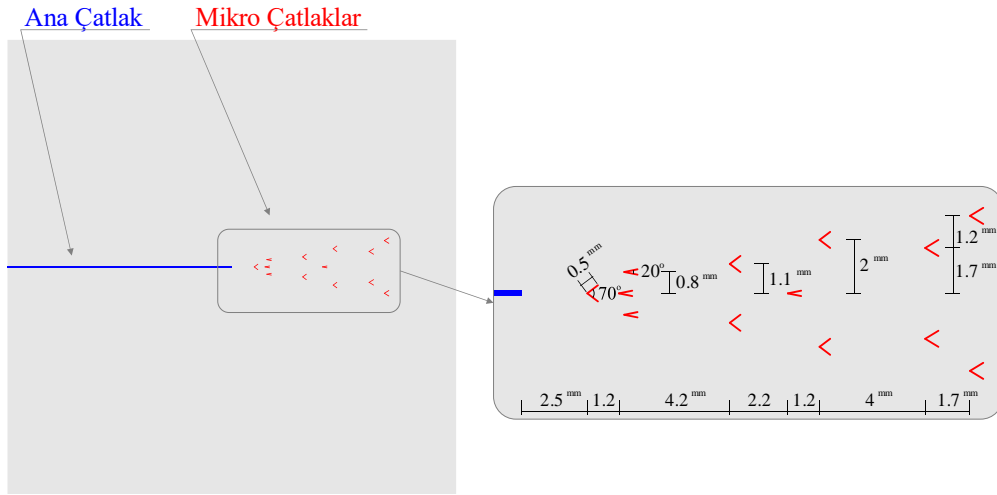 Ana Çatlak
Mikro Çatlaklar
0.5 mm
70o
20o
0.8 mm
1.1 mm
2 mm
1.2 mm
1.7 mm
2.5 mm
1.2
4.2 mm
2.2
1.2
4 mm
1.7 mm